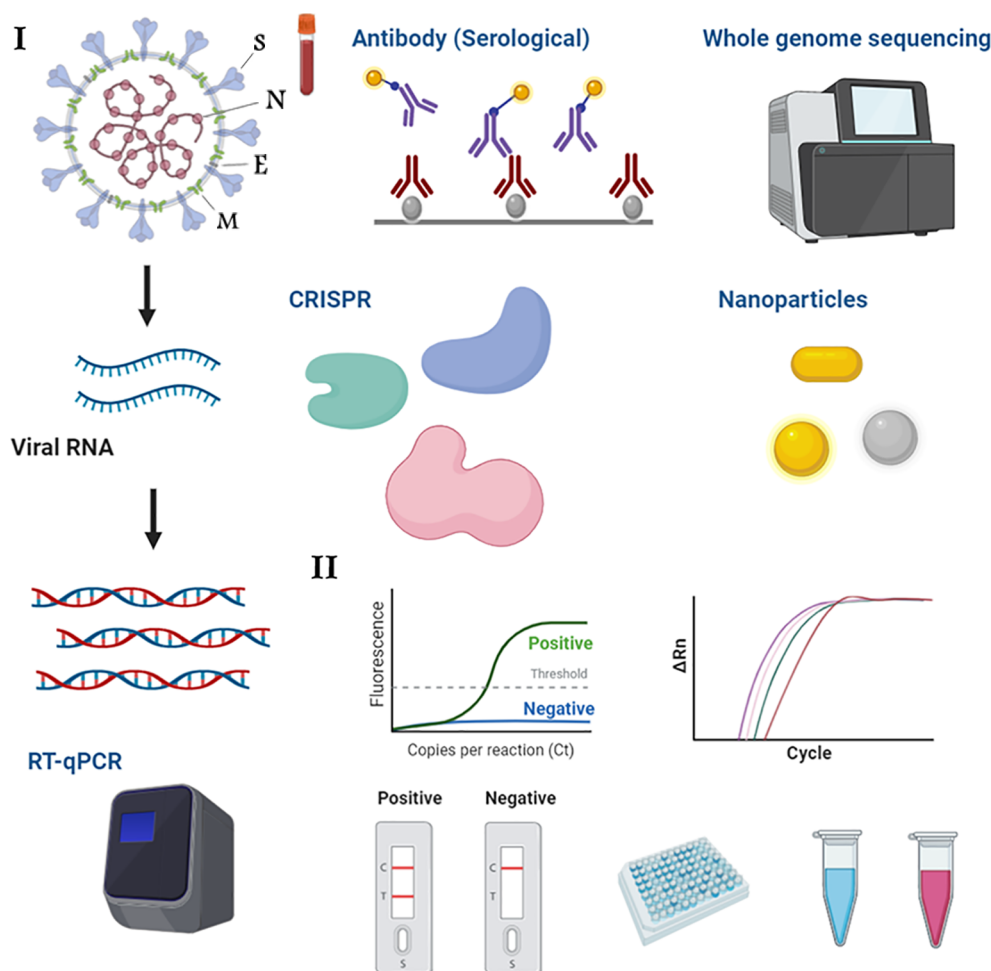 I
S
N
E
M
Antibody (Serological)
Whole genome sequencing
Viral RNA
CRISPR
Nanoparticles
RT-qPCR
II
Fluorescence
Positive
Threshold
Negative
Copies per reaction (Ct)
ΔRn
Cycle
Positive
Negative
C
T
S
C
T
S